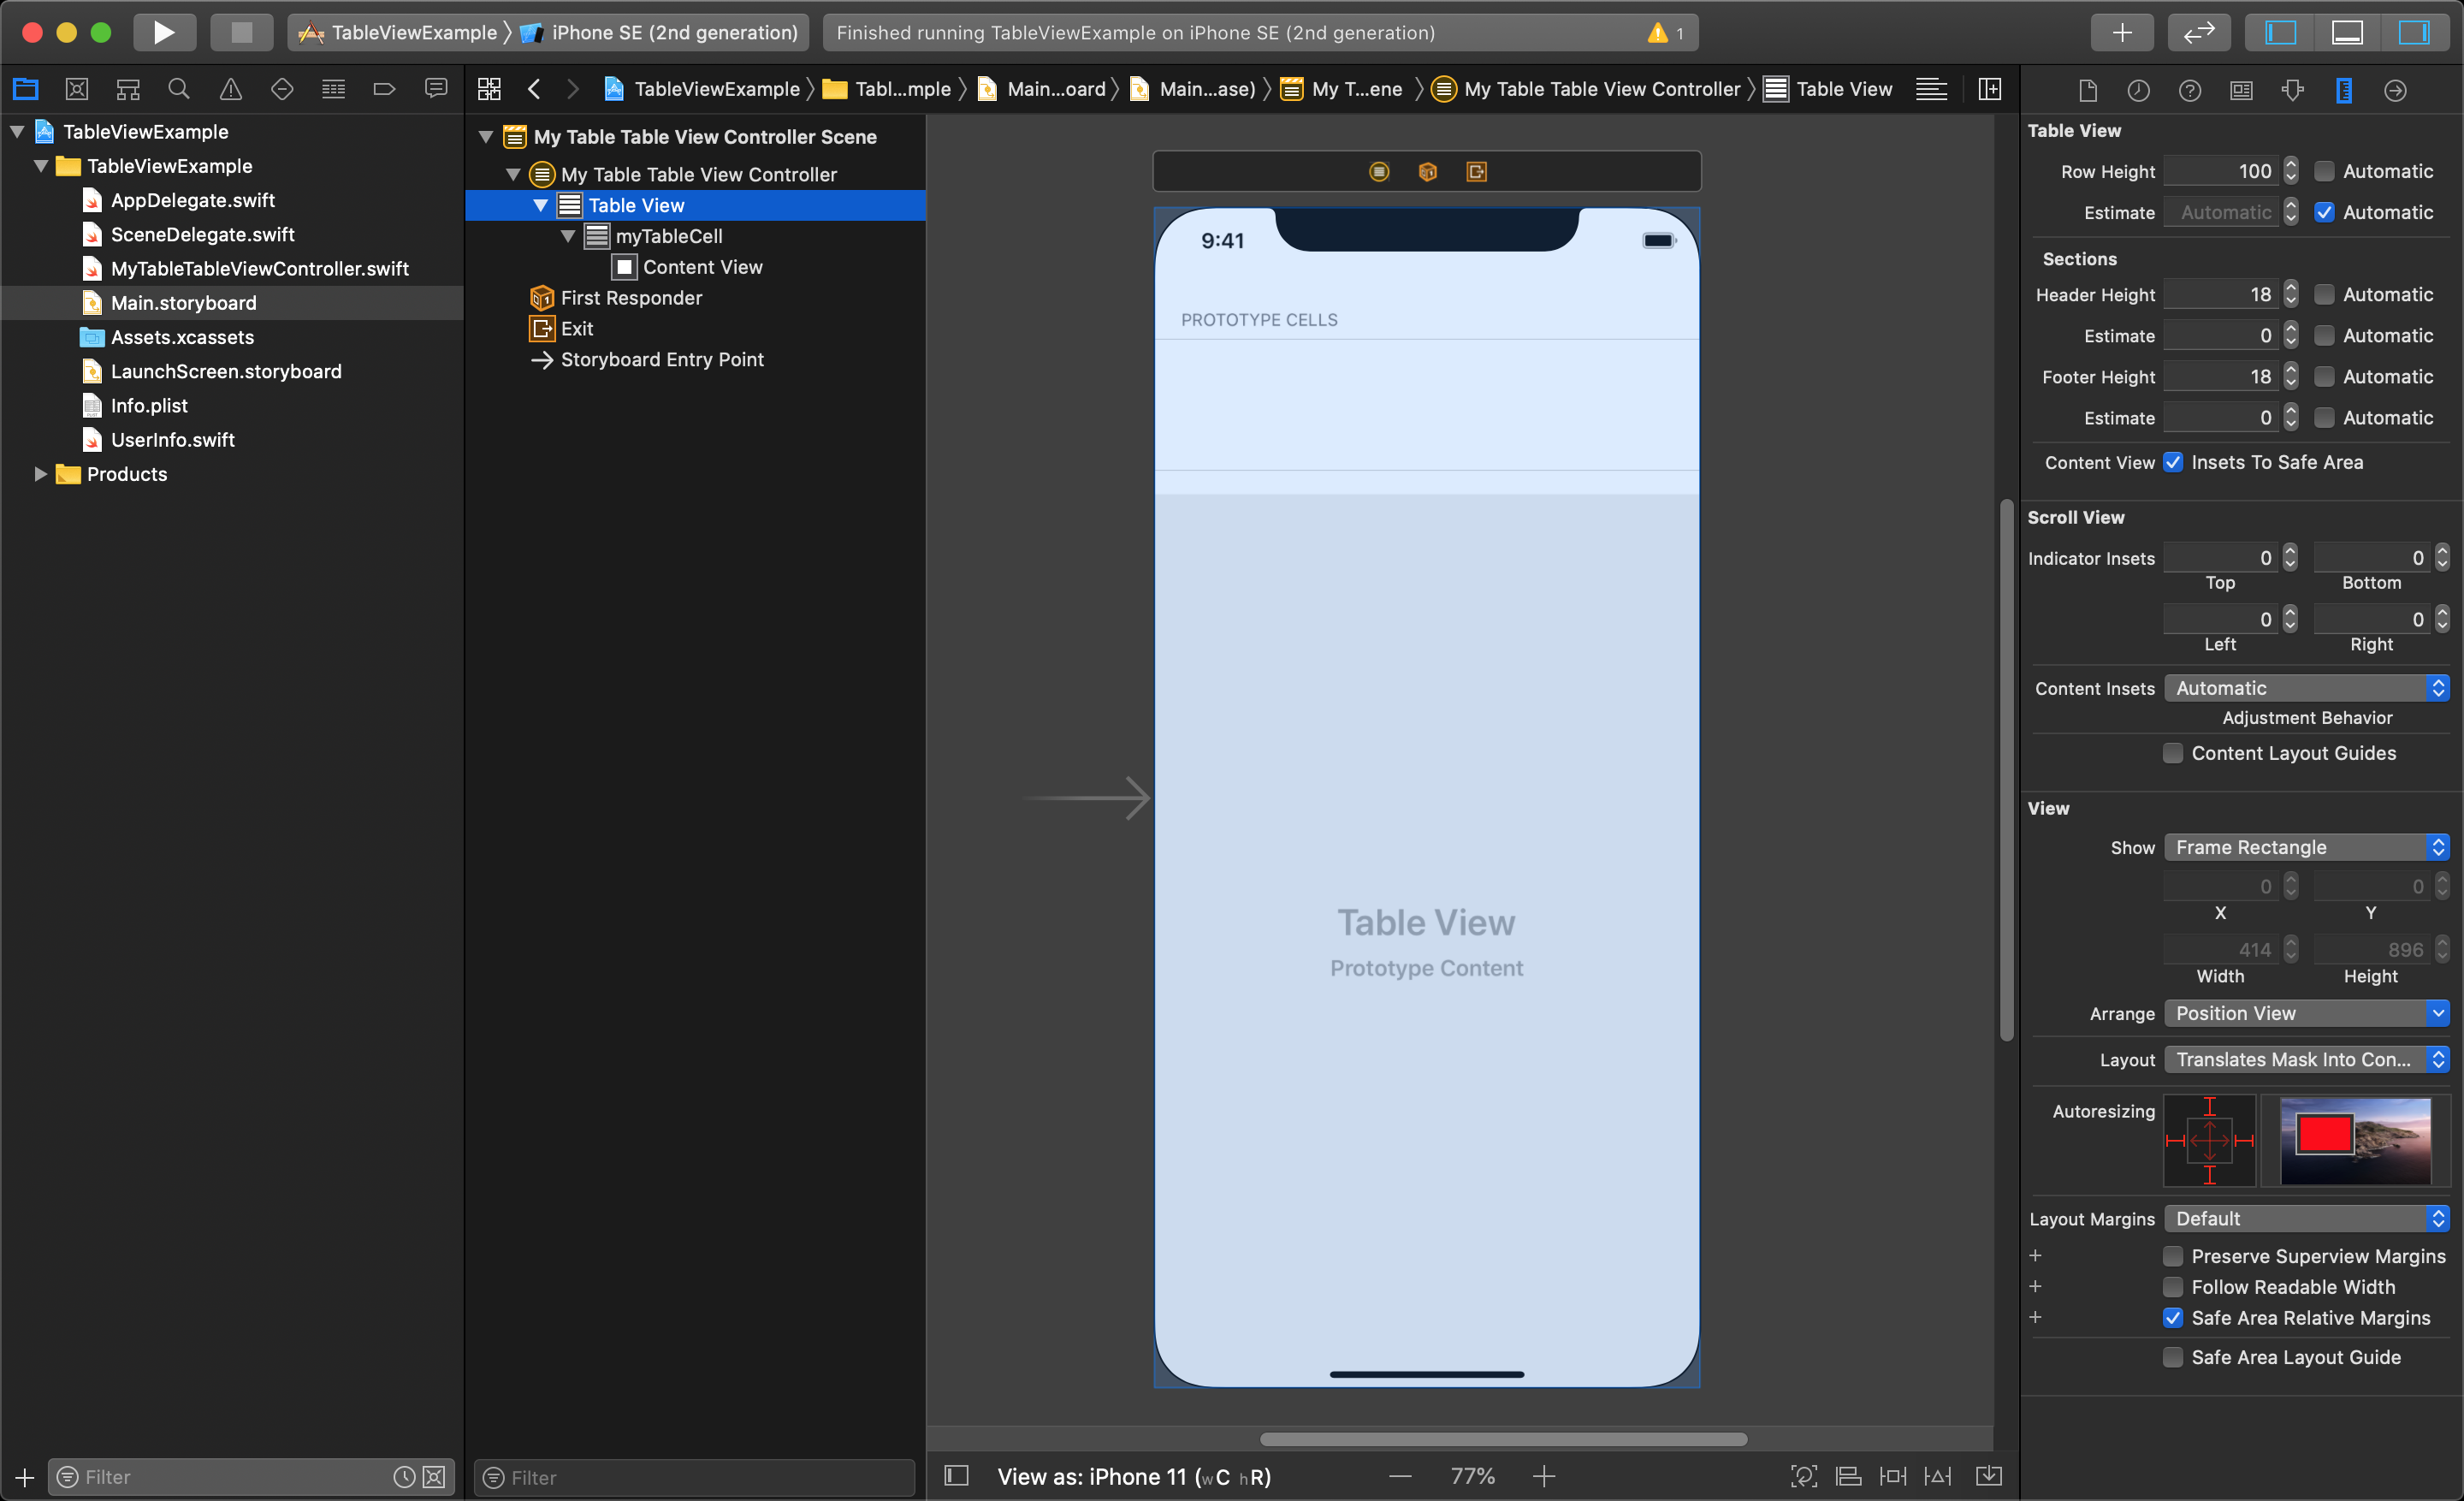 TableViewExample
iPhone SE (2nd generation)
Finished running TableViewExample on iPhone SE (2nd generation)
1
TableViewExample
Tabl...mple
Main...oard
Main...ase)
My T...ene
My Table Table View Controller
Table View
TableViewExample
TableViewExample
AppDelegate.swift
SceneDelegate.swift
MyTableTableViewController.swift
Main.storyboard
Assets.xcassets
LaunchScreen.storyboard
Info.plist
UserInfo.swift
Products
Filter
My Table Table View Controller Scene
My Table Table View Controller
Table View
myTableCell
Content View
First Responder
Exit
Storyboard Entry Point
Filter
9:41
PROTOTYPE CELLS
Table View
Prototype Content
View as: iPhone 11 (wC hR)
77%
Table View
Row Height 100 Automatic
Estimate Automatic Automatic
Sections
Header Height 18 Automatic
Estimate 0 Automatic
Footer Height 18 Automatic
Estimate 0 Automatic
Content View Insets To Safe Area
Scroll View
Indicator Insets 0 0
Top Bottom
0 0
Left Right
Content Insets Automatic
Adjustment Behavior
Content Layout Guides
View
Show Frame Rectangle
0 0
X Y
414 896
Width Height
Arrange Position View
Layout Translates Mask Into Con...
Autoresizing
Layout Margins Default
Preserve Superview Margins
Follow Readable Width
Safe Area Relative Margins
Safe Area Layout Guide